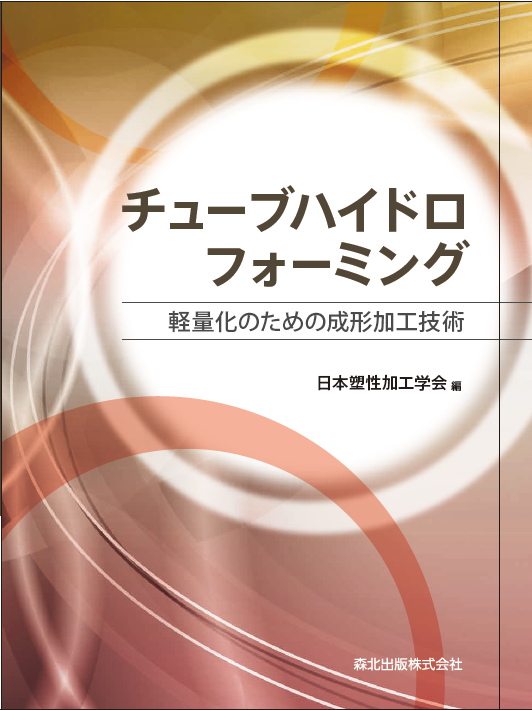 チューブハイドロ
フォーミング
軽量化のための成形加工技術
日本塑性加工学会 編
森北出版株式会社